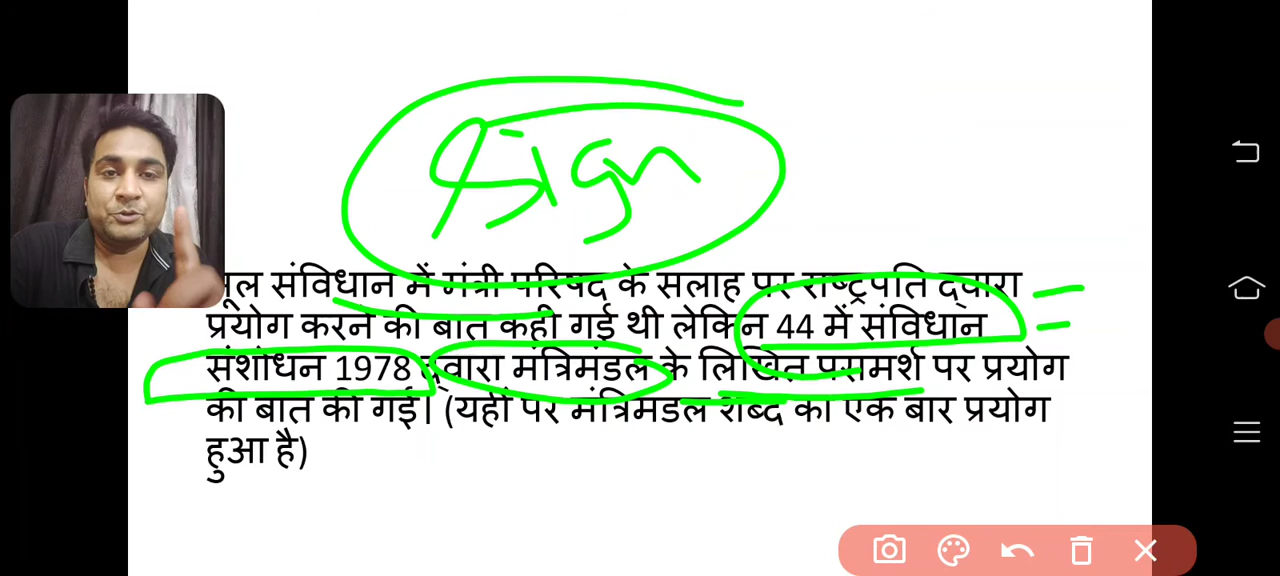 Sign
मूल संविधान में मंत्री परिषद के सलाह पर राष्ट्रपति द्वारा
प्रयोग करने की बात कही गई थी लेकिन 44 में संविधान
संशोधन 1978 द्वारा मंत्रिमंडल के लिखित परामर्श पर प्रयोग
की बात की गई| (यहां पर मंत्रिमंडल शब्द का एक बार प्रयोग
हुआ है)